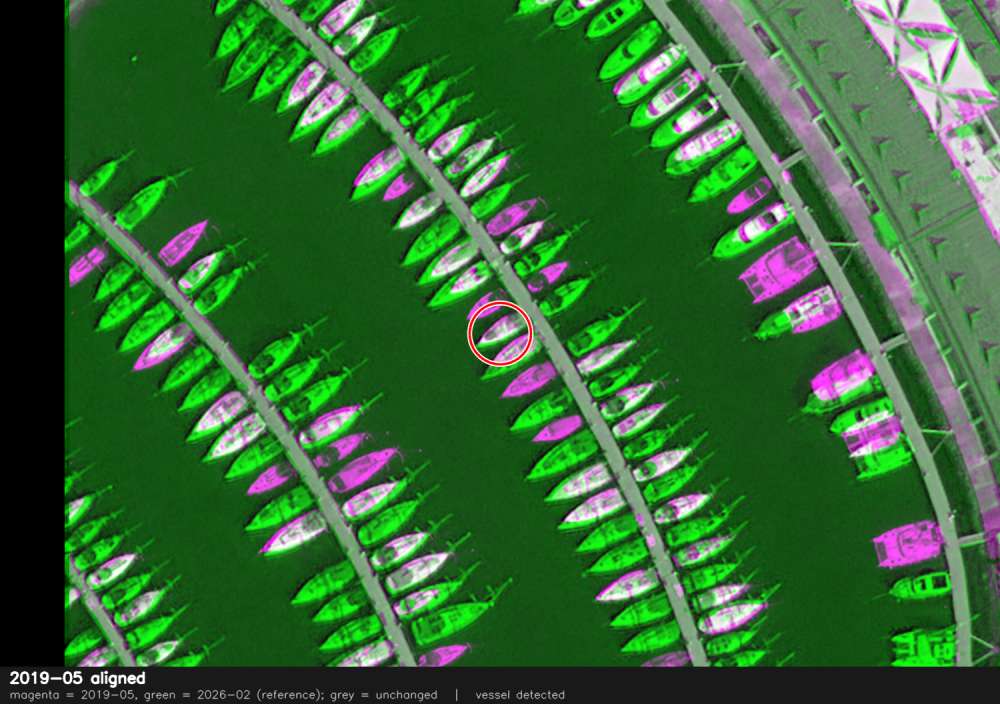 2019-05 aligned
magenta = 2019-05, green = 2026-02 (reference); grey = unchanged | vessel detected